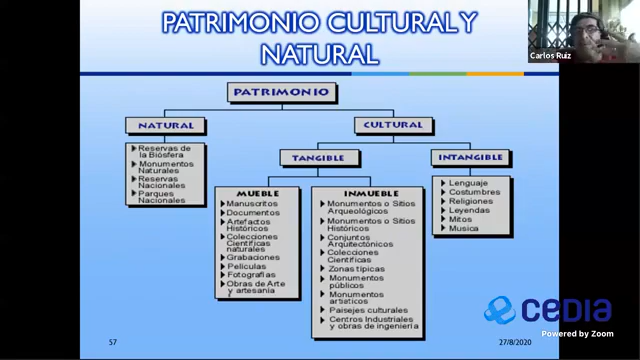 PATRIMONIO CULTURAL Y
NATURAL
Carlos Ruiz
PATRIMONIO
NATURAL
CULTURAL
Reservas de
la Biósfera
Monumentos
Naturales
Reservas
Nacionales
Parques
Nacionales
TANGIBLE
INTANGIBLE
MUEBLE
Manuscritos
Documentos
Artefactos
Históricos
Colecciones
Científicas
naturales
Grabaciones
Películas
Fotografías
Obras de Arte
y artesanía
INMUEBLE
Monumentos o Sitios
Arqueológicos
Monumentos o Sitios
Históricos
Conjuntos
Arquitectónicos
Colecciones
Científicas
Zonas típicas
Monumentos
públicos
Monumentos
artísticos
Paisejes culturales
Centros Industriales
y obras de ingeniería
Lenguaje
Costumbres
Religiones
Leyendas
Mitos
Musica
cedia
Powered by Zoom
57
27/8/2020